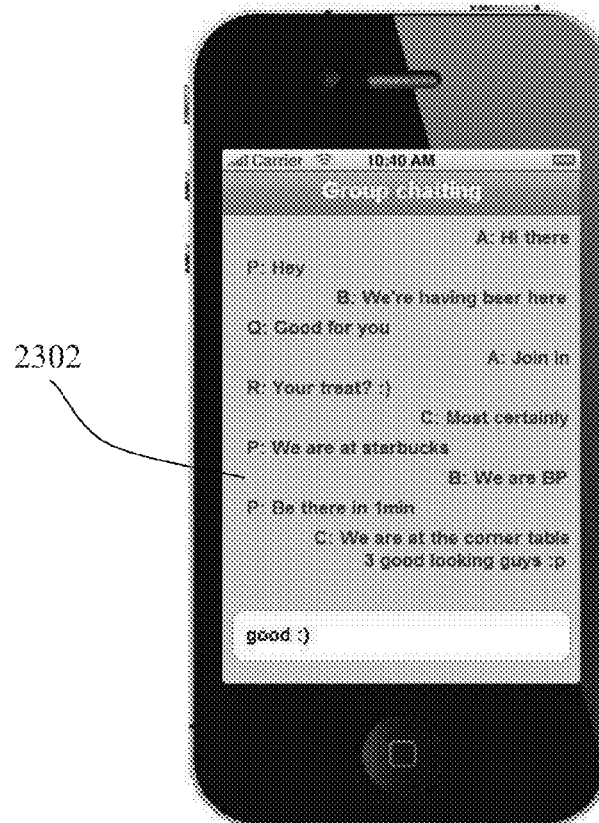 Carrier 10:40 AM
Group chatting
A: Hi there
P: Hey
B: We're having beer here
Q: Good for you
A: Join in
R: Your treat? :)
C: Most certainly
P: We are at starbucks
B: We are BP
P: Be there in 1min
C: We are at the corner table
3 good looking guys :p
good :)
2302